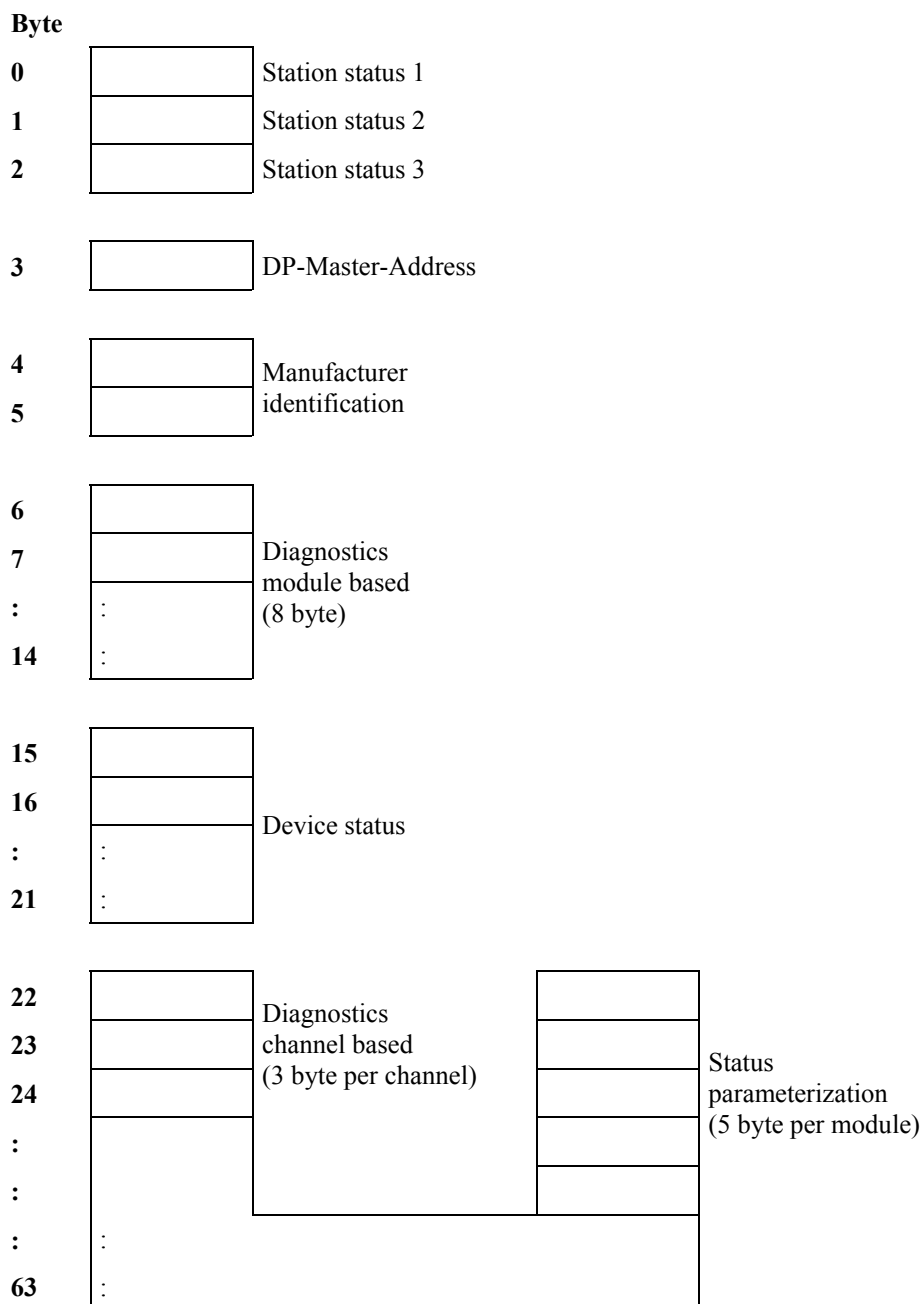 Byte
0 Station status 1
1 Station status 2
2 Station status 3
3 DP-Master-Address
4
Manufacturer
identification
5
6
7 Diagnostics
module based
: : (8 byte)
14 :
15
16
Device status
: :
21 :
22
Diagnostics
23 channel based
(3 byte per channel)
24
Status
parameterization
(5 byte per module)
:
:
: :
63 :